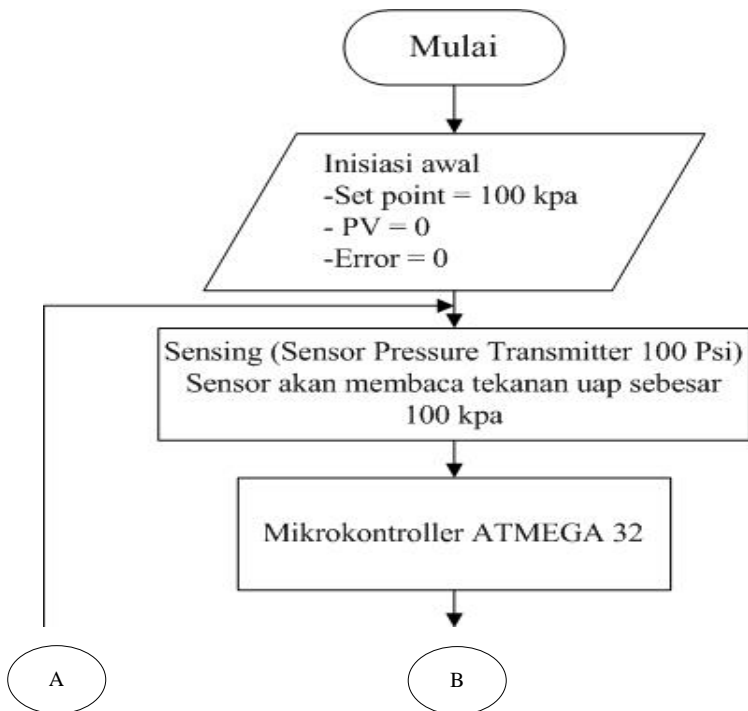 Mulai
Inisiasi awal
-Set point = 100 kpa
- PV = 0
-Error = 0
Sensing (Sensor Pressure Transmitter 100 Psi)
Sensor akan membaca tekanan uap sebesar
100 kpa
Mikrokontroller ATMEGA 32
A
B